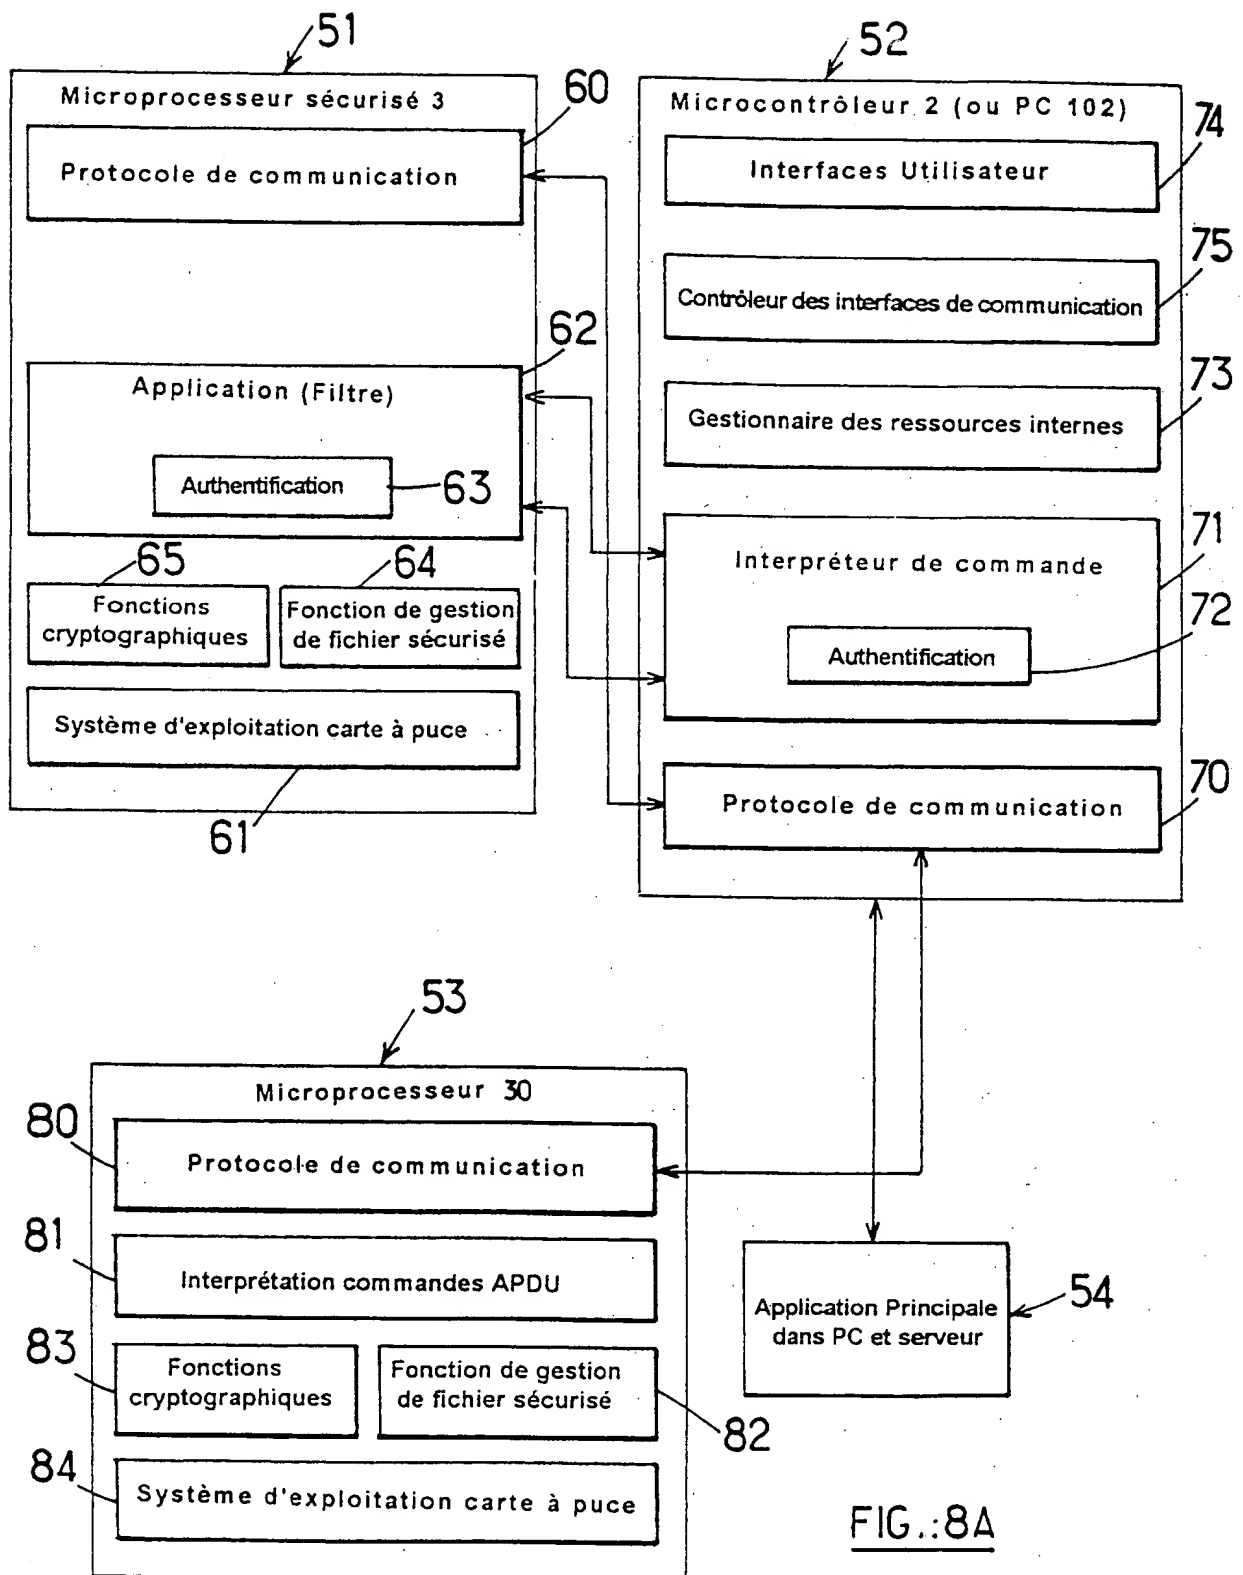 51
Microprocesseur sécurisé 3
60
Protocole de communication
62
Application (Filtre)
Authentification
63
65
64
Fonctions
cryptographiques
Fonction de gestion
de fichier sécurisé
Système d'exploitation carte à puce
61
52
Microcontrôleur 2 (ou PC 102)
74
Interfaces Utilisateur
75
Contrôleur des interfaces de communication
73
Gestionnaire des ressources internes
71
Interpréteur de commande
72
Authentification
70
Protocole de communication
53
Microprocesseur 30
80
Protocole de communication
81
Interprétation commandes APDU
83
Fonctions
cryptographiques
Fonction de gestion
de fichier sécurisé
82
84
Système d'exploitation carte à puce
Application Principale
dans PC et serveur
54
FIG.:8A